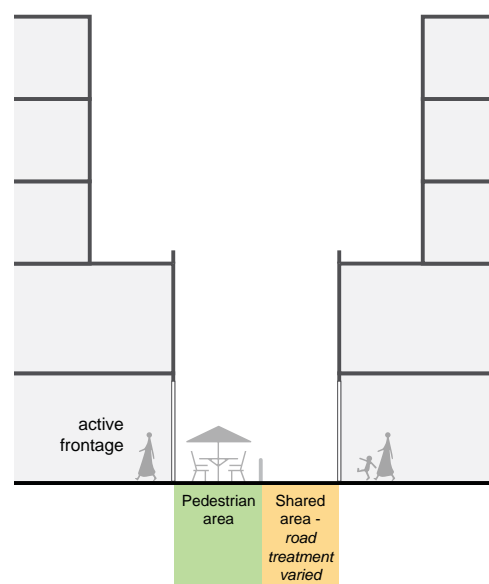 active
frontage
Pedestrian
area
Shared
area -
road
treatment
varied